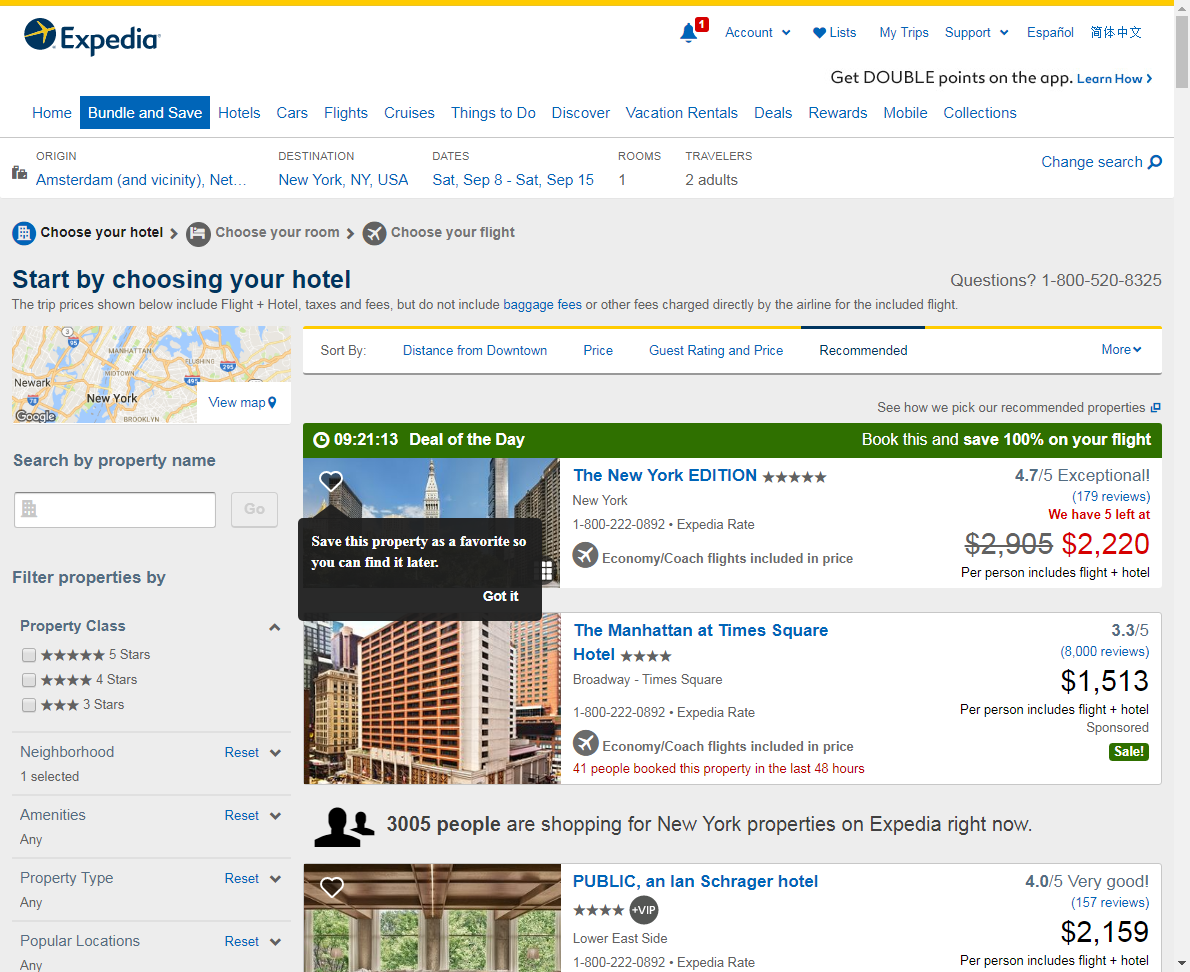 Expedia
1
Account
Lists
My Trips
Support
Español
简体中文
Get DOUBLE points on the app. Learn How
Home
Bundle and Save
Hotels
Cars
Flights
Cruises
Things to Do
Discover
Vacation Rentals
Deals
Rewards
Mobile
Collections
ORIGIN
Amsterdam (and vicinity), Net...
DESTINATION
New York, NY, USA
DATES
Sat, Sep 8 - Sat, Sep 15
ROOMS
1
TRAVELERS
2 adults
Change search
Choose your hotel
Choose your room
Choose your flight
Start by choosing your hotel
Questions? 1-800-520-8325
The trip prices shown below include Flight + Hotel, taxes and fees, but do not include baggage fees or other fees charged directly by the airline for the included flight.
3
95
MANHATTAN
FLUSHING
MIDTOWN
295
495
Newark
78
New York
BROOKLYN
Google
View map
Sort By:
Distance from Downtown
Price
Guest Rating and Price
Recommended
More
See how we pick our recommended properties
Search by property name
Go
Filter properties by
Property Class
5 Stars
4 Stars
3 Stars
Neighborhood
Reset
1 selected
Amenities
Reset
Any
Property Type
Reset
Any
Popular Locations
Reset
Any
09:21:13 Deal of the Day
Book this and save 100% on your flight
The New York EDITION
New York
1-800-222-0892 • Expedia Rate
Economy/Coach flights included in price
4.7/5 Exceptional!
(179 reviews)
We have 5 left at
$2,905 $2,220
Per person includes flight + hotel
Save this property as a favorite so
you can find it later.
Got it
The Manhattan at Times Square
Hotel
Broadway - Times Square
1-800-222-0892 • Expedia Rate
Economy/Coach flights included in price
41 people booked this property in the last 48 hours
3.3/5
(8,000 reviews)
$1,513
Per person includes flight + hotel
Sponsored
Sale!
3005 people are shopping for New York properties on Expedia right now.
PUBLIC, an Ian Schrager hotel
+VIP
Lower East Side
1-800-222-0892 • Expedia Rate
4.0/5 Very good!
(157 reviews)
$2,159
Per person includes flight + hotel